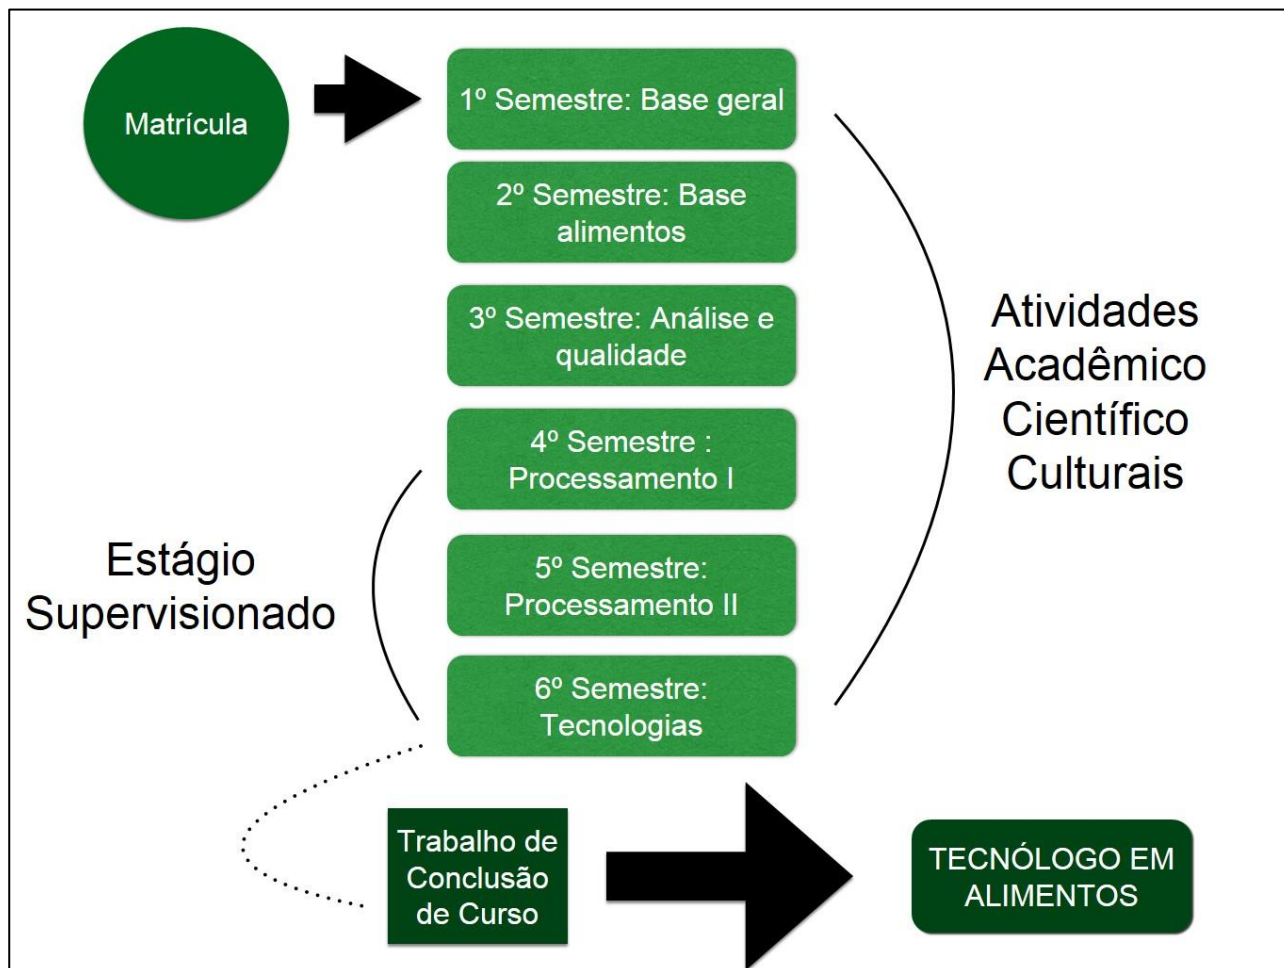 Matrícula
1º Semestre: Base geral
2º Semestre: Base
alimentos
3º Semestre: Análise e
qualidade
4º Semestre :
Processamento I
5º Semestre:
Processamento II
6º Semestre:
Tecnologias
Atividades
Acadêmico
Científico
Culturais
Estágio
Supervisionado
Trabalho de
Conclusão
de Curso
TECNÓLOGO EM
ALIMENTOS